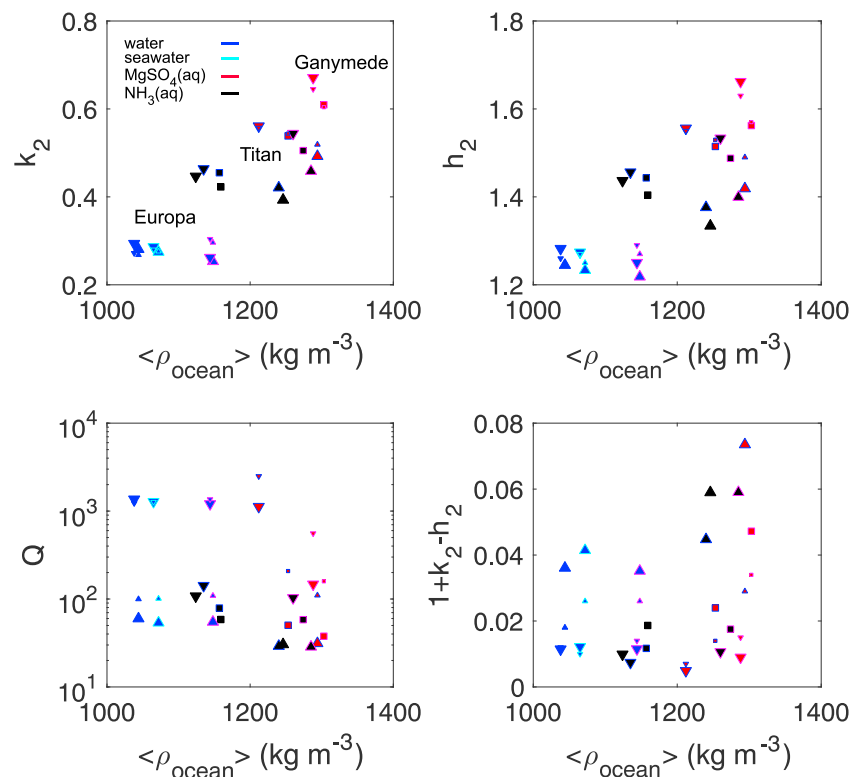 0.8
0.6
0.4
0.2
k2
water
seawater
MgSO4(aq)
NH3(aq)
Ganymede
Titan
Europa
1000 1200 1400
<ρocean> (kg m-3)
1.8
1.6
1.4
1.2
h2
1000 1200 1400
<ρocean> (kg m-3)
10^4
10^3
10^2
10^1
Q
1000 1200 1400
<ρocean> (kg m-3)
0.08
0.06
0.04
0.02
0
1+k2-h2
1000 1200 1400
<ρocean> (kg m-3)